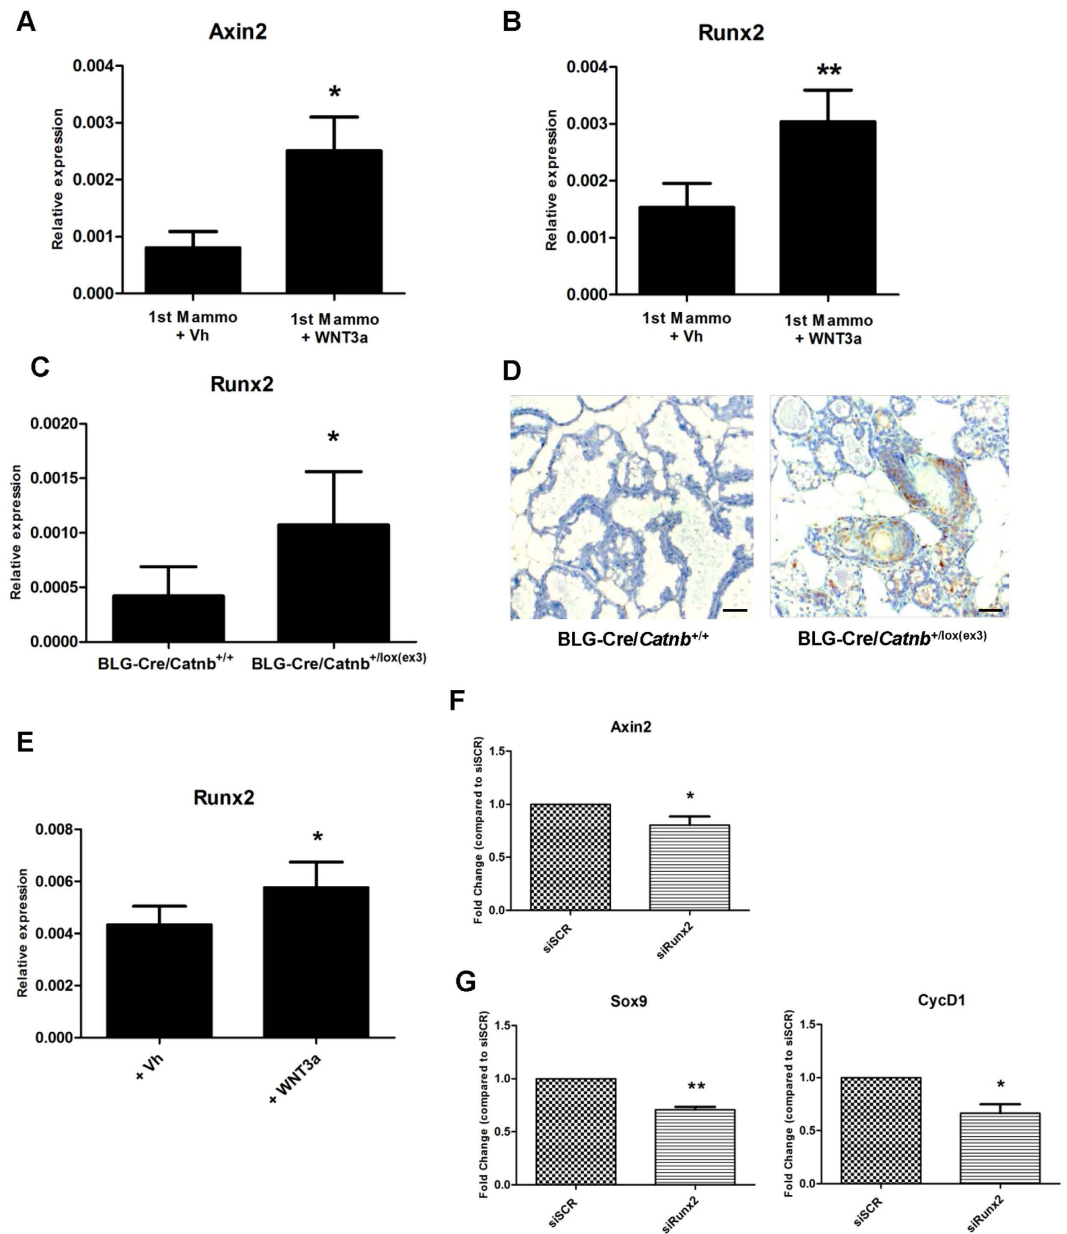 A
Axin2
Relative expression
0.004
0.003
0.002
0.001
0.000
*
1st Mammo
+ Vh
1st Mammo
+ WNT3a
B
Runx2
Relative expression
0.004
0.003
0.002
0.001
0.000
**
1st Mammo
+ Vh
1st Mammo
+ WNT3a
C
Runx2
Relative expression
0.0020
0.0015
0.0010
0.0005
0.0000
*
BLG-Cre/Catnb+/+
BLG-Cre/Catnb+/lox(ex3)
D
BLG-Cre/Catnb+/+
BLG-Cre/Catnb+/lox(ex3)
E
Runx2
Relative expression
0.008
0.006
0.004
0.002
0.000
*
+ Vh
+ WNT3a
F
Axin2
Fold Change (compared to siSCR)
1.5
1.0
0.5
0.0
*
siSCR
siRunx2
G
Sox9
Fold Change (compared to siSCR)
1.5
1.0
0.5
0.0
**
siSCR
siRunx2
CycD1
Fold Change (compared to siSCR)
1.5
1.0
0.5
0.0
*
siSCR
siRunx2